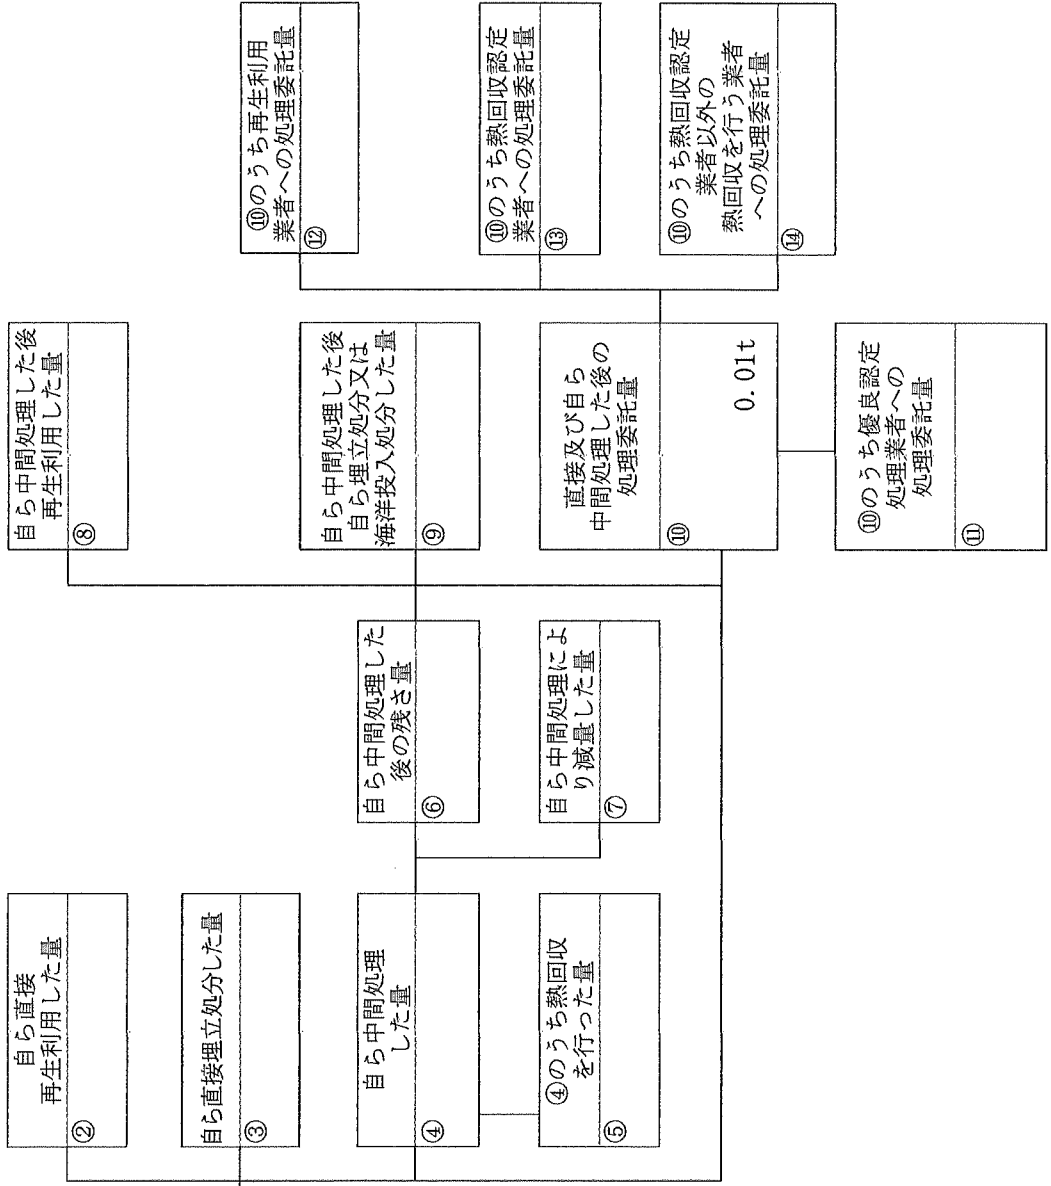 自ら直接
再生利用した量
②
自ら直接埋立処分した量
③
自ら中間処理
した量
④
④のうち熱回収
を行った量
⑤
自ら中間処理した
後の残さ量
⑥
自ら中間処理によ
り減量した量
⑦
自ら中間処理した後
再生利用した量
⑧
自ら中間処理した後
自ら埋立処分又は
海洋投入処分した量
⑨
直接及び自ら
中間処理した後の
処理委託量
⑩
0.01t
⑩のうち優良認定
処理業者への
処理委託量
⑪
⑩のうち再生利用
業者への処理委託量
⑫
⑩のうち熱回収認定
業者への処理委託量
⑬
⑩のうち熱回収認定
業者以外の
熱回収を行う業者
への処理委託量
⑭